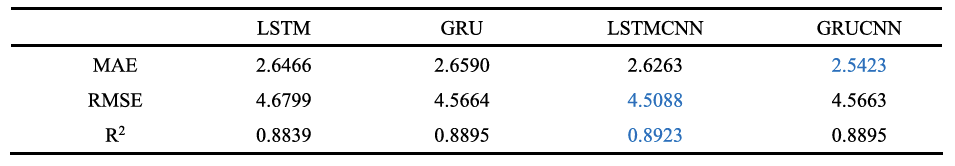 LSTM GRU LSTMCNN GRUCNN
MAE 2.6466 2.6590 2.6263 2.5423
RMSE 4.6799 4.5664 4.5088 4.5663
R² 0.8839 0.8895 0.8923 0.8895